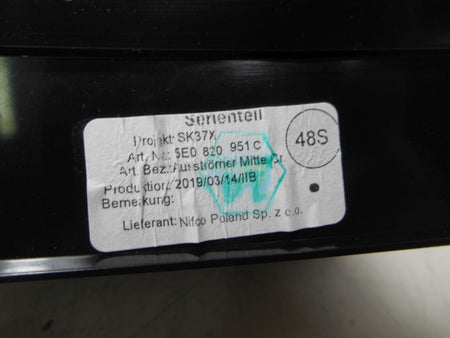 Serienteil
Projekt: SK37X
Art. Nr.: 5E0 820 951 C
Art. Bez.: Ausströmer Mitte Gr.
Produktion: 2019/03/14/IIB
Bemerkung:
Lieferant: Nifco Poland Sp. z o.o.
48S